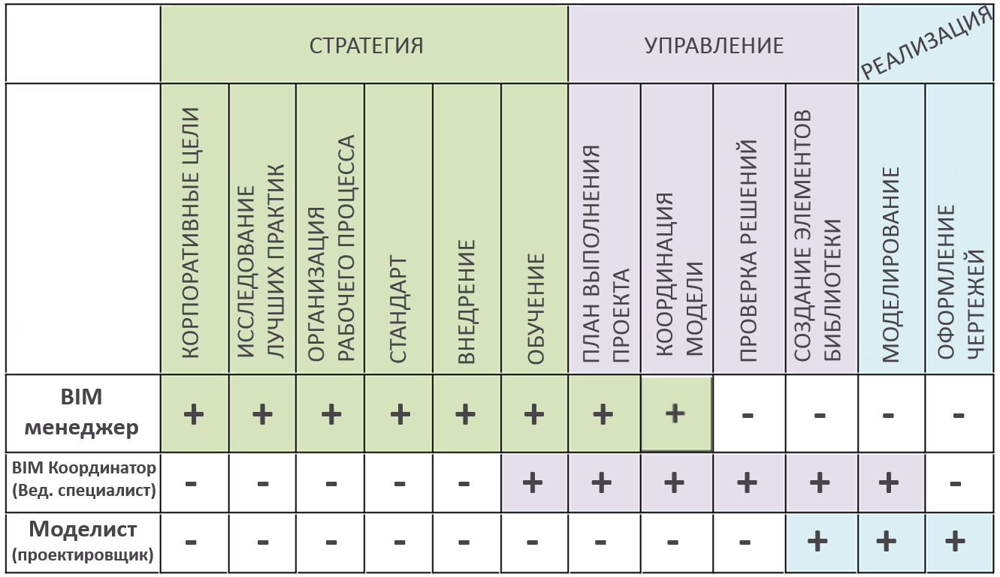 СТРАТЕГИЯ
УПРАВЛЕНИЕ
РЕАЛИЗАЦИЯ
КОРПОРАТИВНЫЕ ЦЕЛИ
ИССЛЕДОВАНИЕ
ЛУЧШИХ ПРАКТИК
ОРГАНИЗАЦИЯ
РАБОЧЕГО ПРОЦЕССА
СТАНДАРТ
ВНЕДРЕНИЕ
ОБУЧЕНИЕ
ПЛАН ВЫПОЛНЕНИЯ
ПРОЕКТА
КООРДИНАЦИЯ
МОДЕЛИ
ПРОВЕРКА РЕШЕНИЙ
СОЗДАНИЕ ЭЛЕМЕНТОВ
БИБЛИОТЕКИ
МОДЕЛИРОВАНИЕ
ОФОРМЛЕНИЕ
ЧЕРТЕЖЕЙ
BIM
менеджер
+ + + + + + + + - - - -
BIM Координатор
(Вед. специалист)
- - - - - + + + + + + -
Моделист
(проектировщик)
- - - - - - - - - + + +